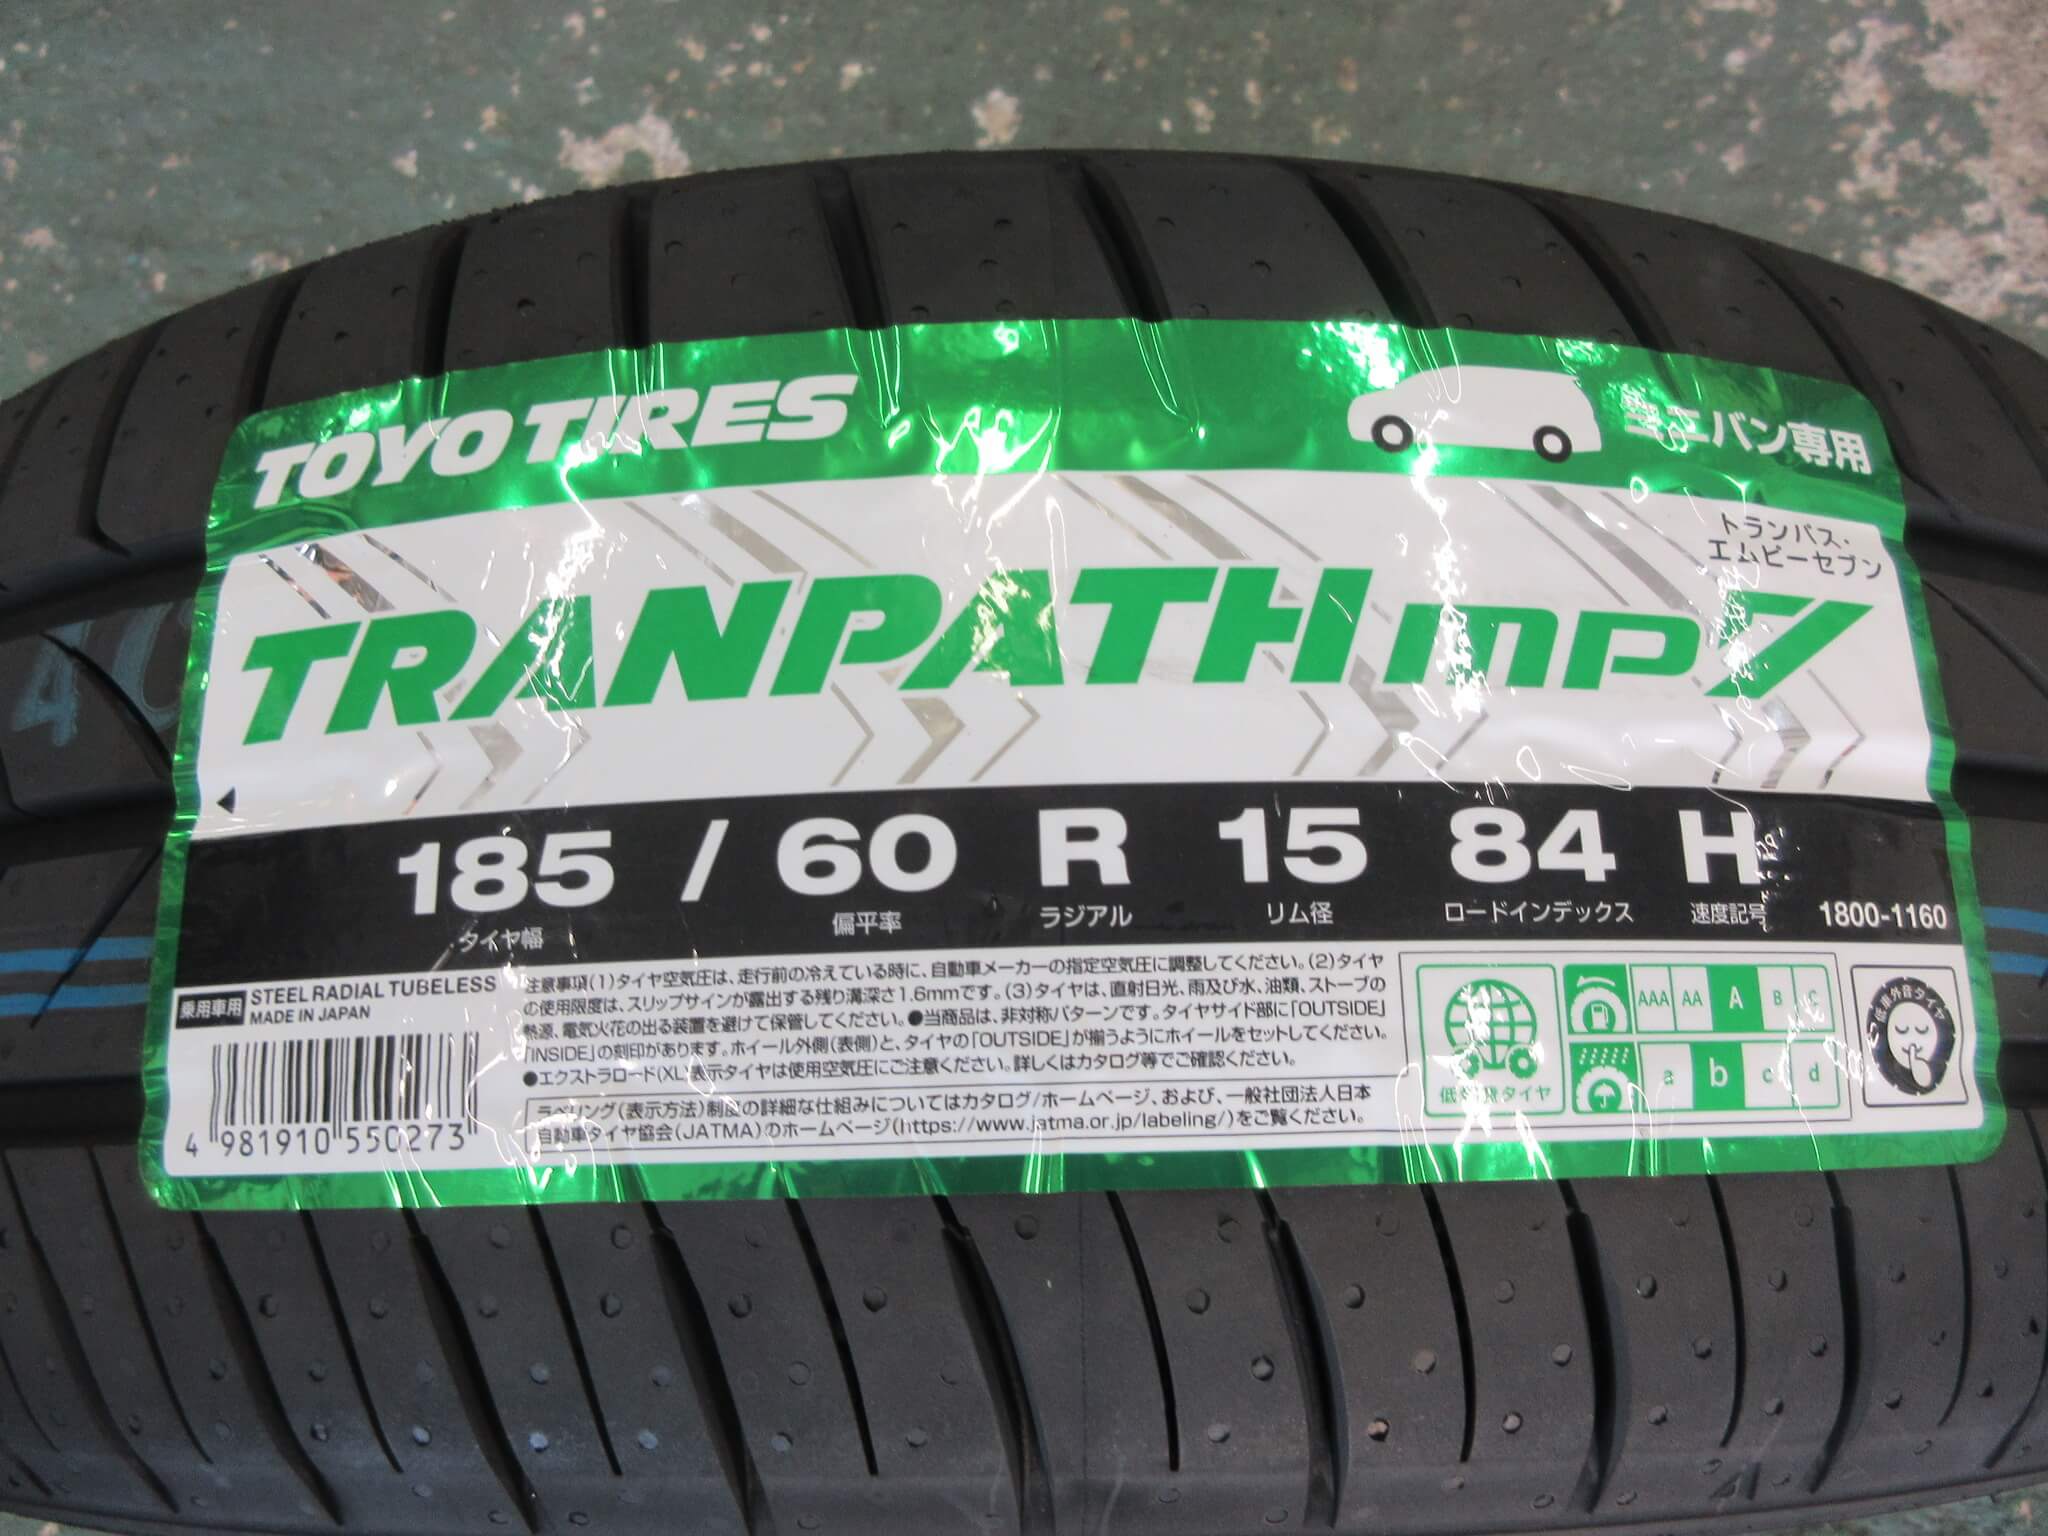 TOYO TIRES
ミニバン専用
トランパス・
エムピーセブン
TRANPATH mp7
185 / 60 R 15 84 H
タイヤ幅 偏平率 ラジアル リム径 ロードインデックス 速度記号 1800-1160
乗用車用 STEEL RADIAL TUBELESS
MADE IN JAPAN
4 981910 550273
注意事項(1)タイヤ空気圧は、走行前の冷えている時に、自動車メーカーの指定空気圧に調整してください。(2)タイヤ
の使用限度は、スリップサインが露出する残り溝深さ1.6mmです。(3)タイヤは、直射日光、雨及び水、油類、ストーブの
熱源、電気火花の出る装置を避けて保管してください。●当商品は、非対称パターンです。タイヤサイド部に「OUTSIDE」
「INSIDE」の刻印があります。ホイール外側(表側)と、タイヤの「OUTSIDE」が揃うようにホイールをセットしてください。
●エクストラロード(XL)表示タイヤは使用空気圧にご注意ください。詳しくはカタログ等でご確認ください。
ラベリング(表示方法)制度の詳細な仕組みについてはカタログ/ホームページ、および、一般社団法人日本
自動車タイヤ協会(JATMA)のホームページ(https://www.jatma.or.jp/labeling/)をご覧ください。
低燃費タイヤ
AAA AA A B C
a b c d
低車外音タイヤ